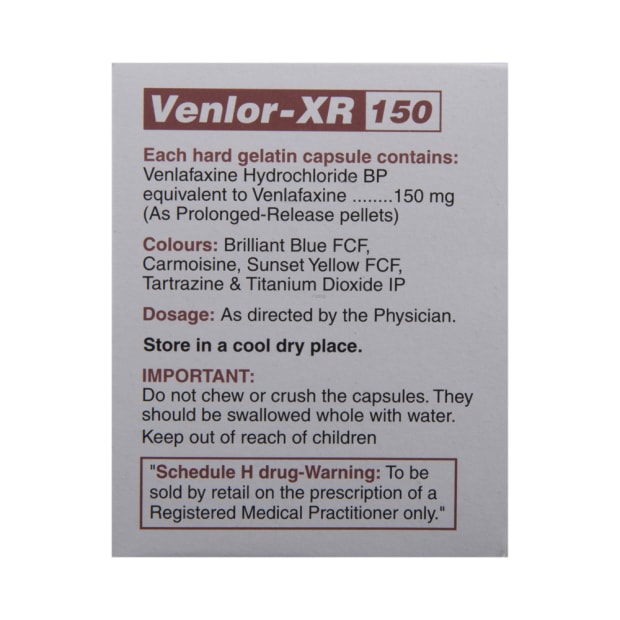 Venlor-XR 150
Each hard gelatin capsule contains:
Venlafaxine Hydrochloride BP
equivalent to Venlafaxine ........150 mg
(As Prolonged-Release pellets)
Colours: Brilliant Blue FCF,
Carmoisine, Sunset Yellow FCF,
Tartrazine & Titanium Dioxide IP
Dosage: As directed by the Physician.
Store in a cool dry place.
IMPORTANT:
Do not chew or crush the capsules. They
should be swallowed whole with water.
Keep out of reach of children
"Schedule H drug-Warning: To be
sold by retail on the prescription of a
Registered Medical Practitioner only."